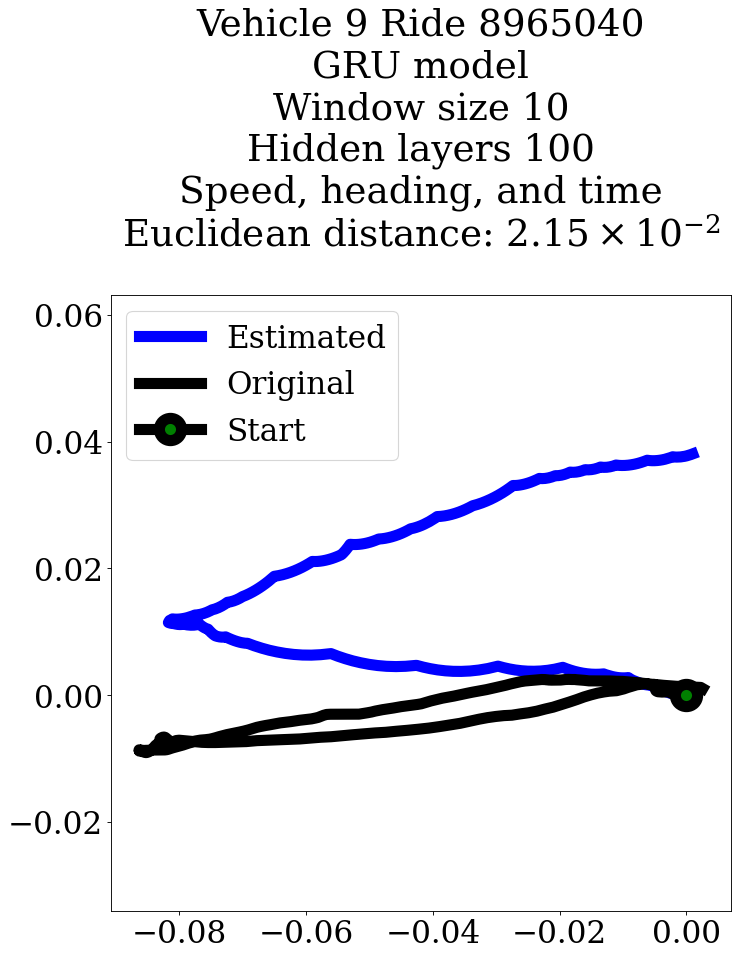 Vehicle 9 Ride 8965040
GRU model
Window size 10
Hidden layers 100
Speed, heading, and time
Euclidean distance: 2.15 × 10⁻²
0.06
Estimated
Original
0.04
Start
0.02
0.00
−0.02
−0.08 −0.06 −0.04 −0.02 0.00